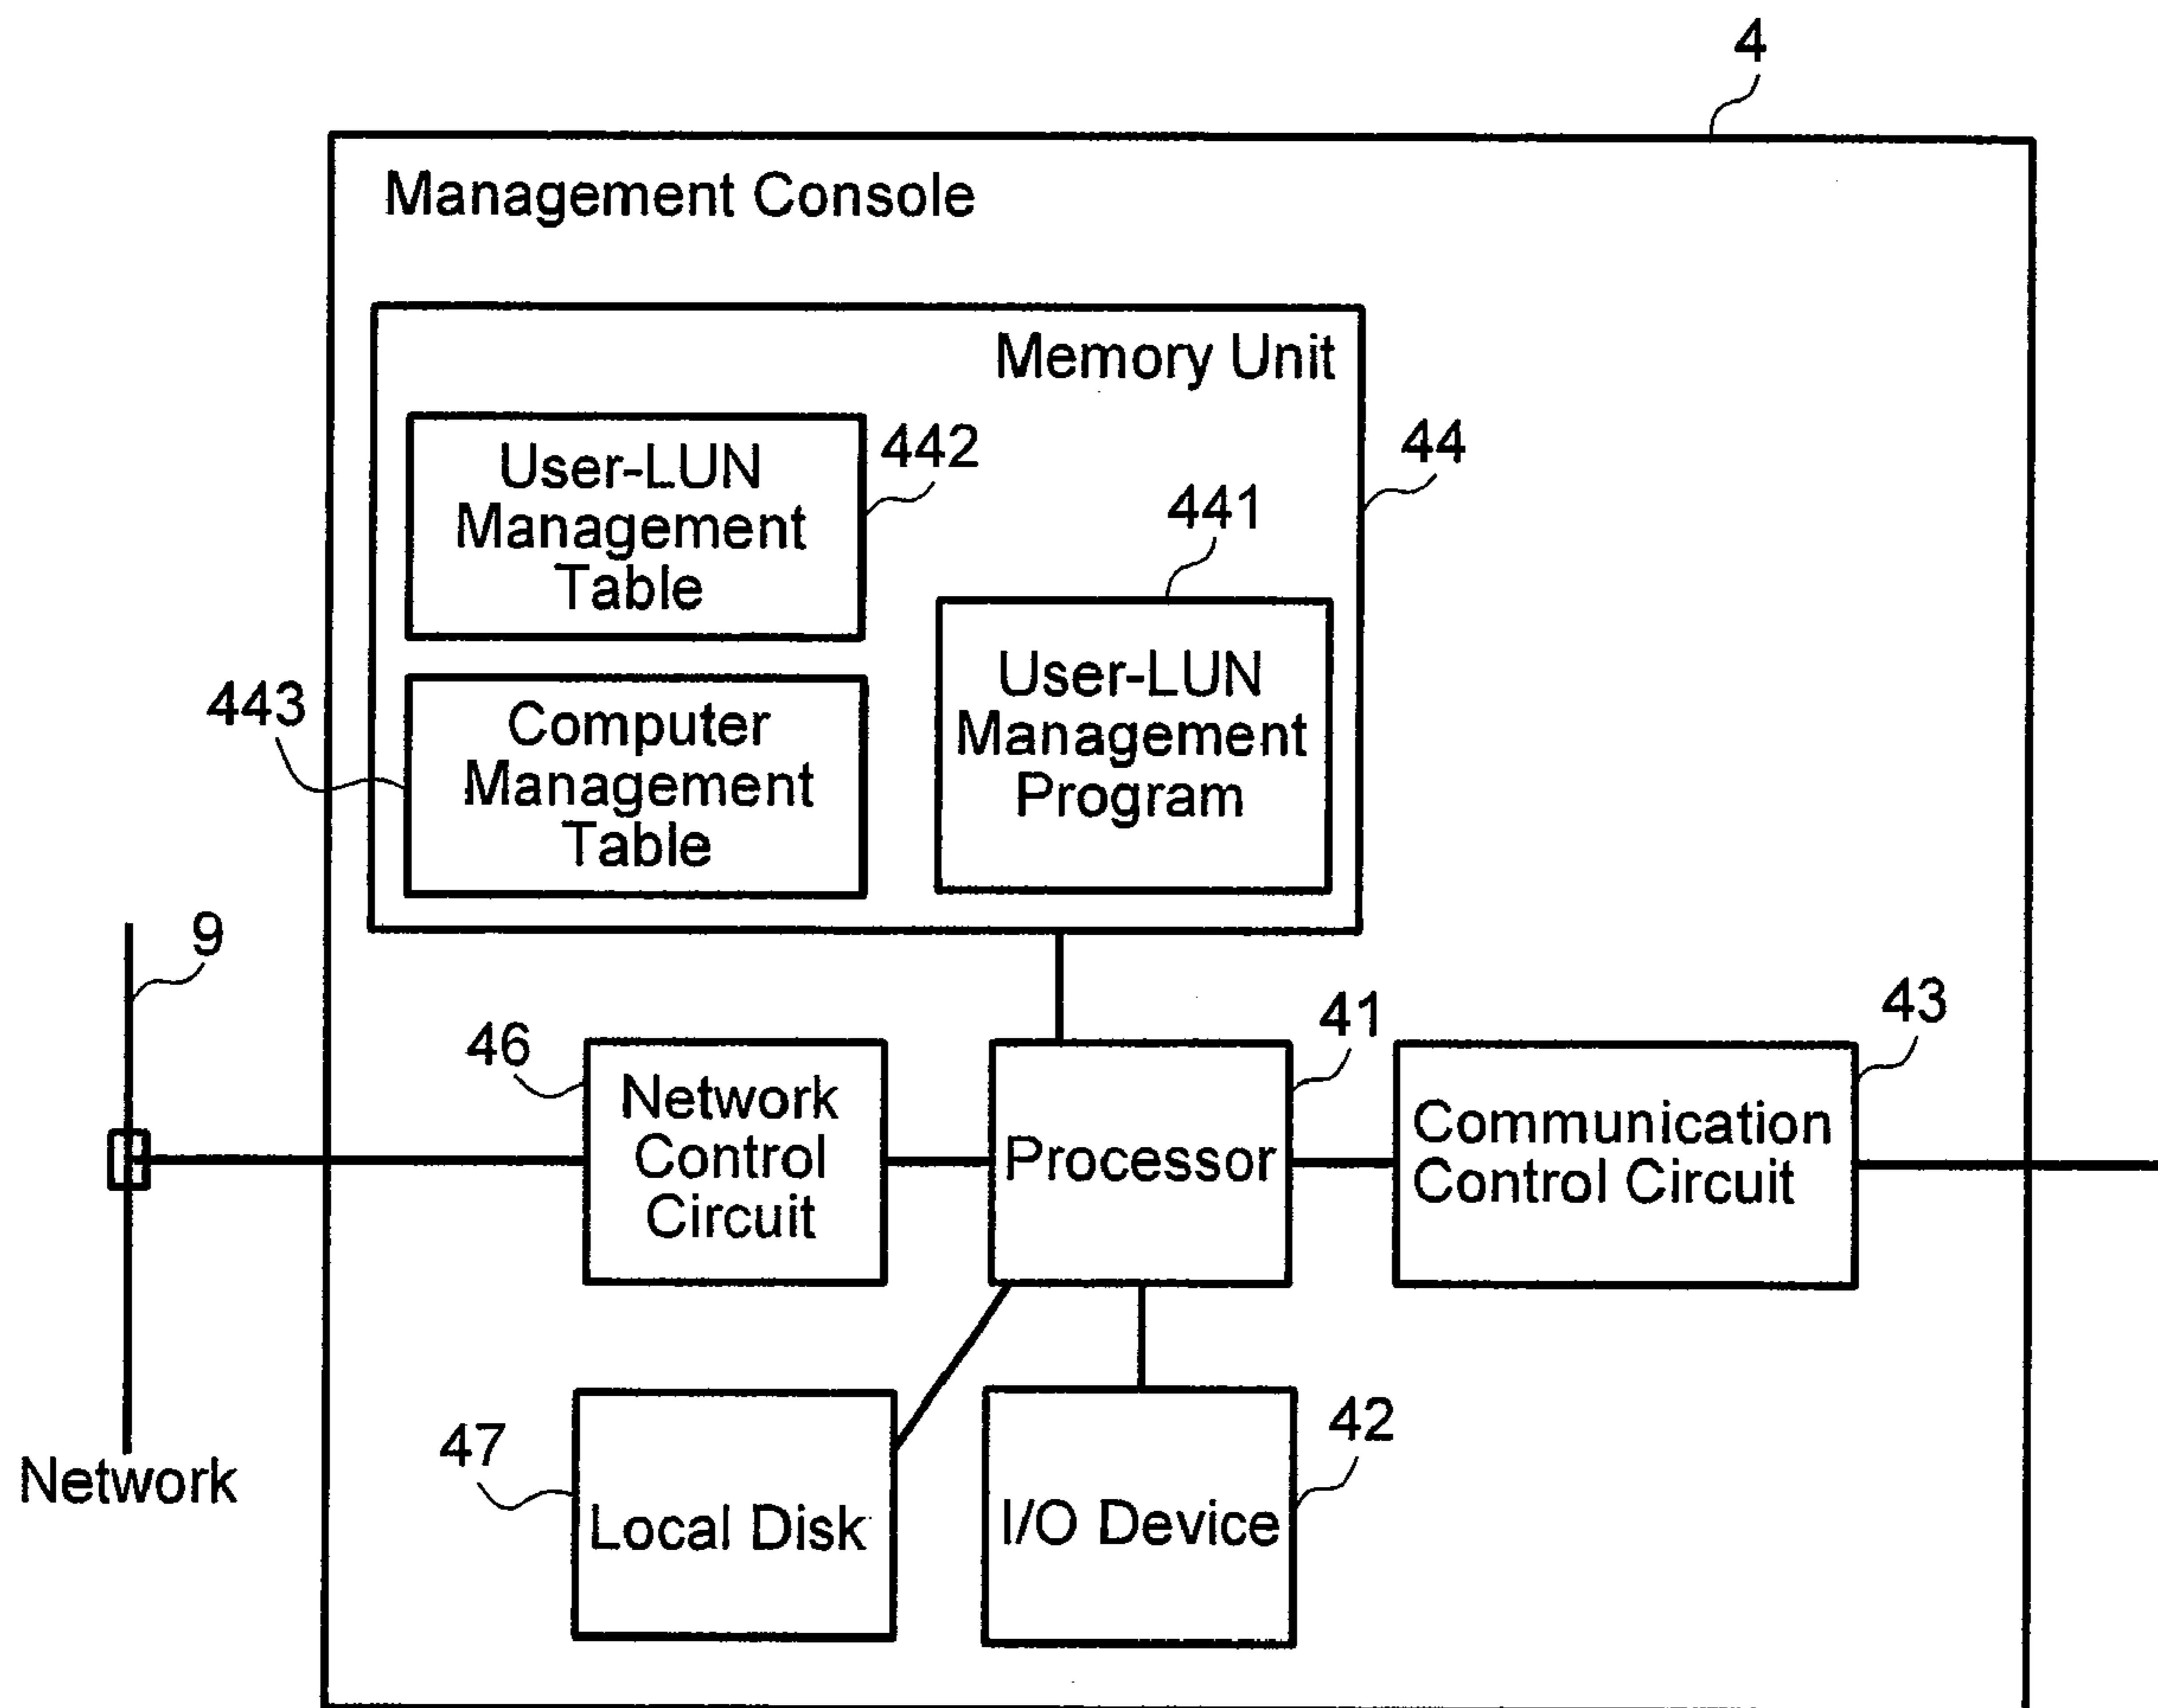 4
Management Console
Memory Unit
User-LUN
Management
Table
442
44
441
User-LUN
Management
Program
443
Computer
Management
Table
9
46
Network
Control
Circuit
41
Processor
43
Communication
Control Circuit
Network
47
Local Disk
42
I/O Device